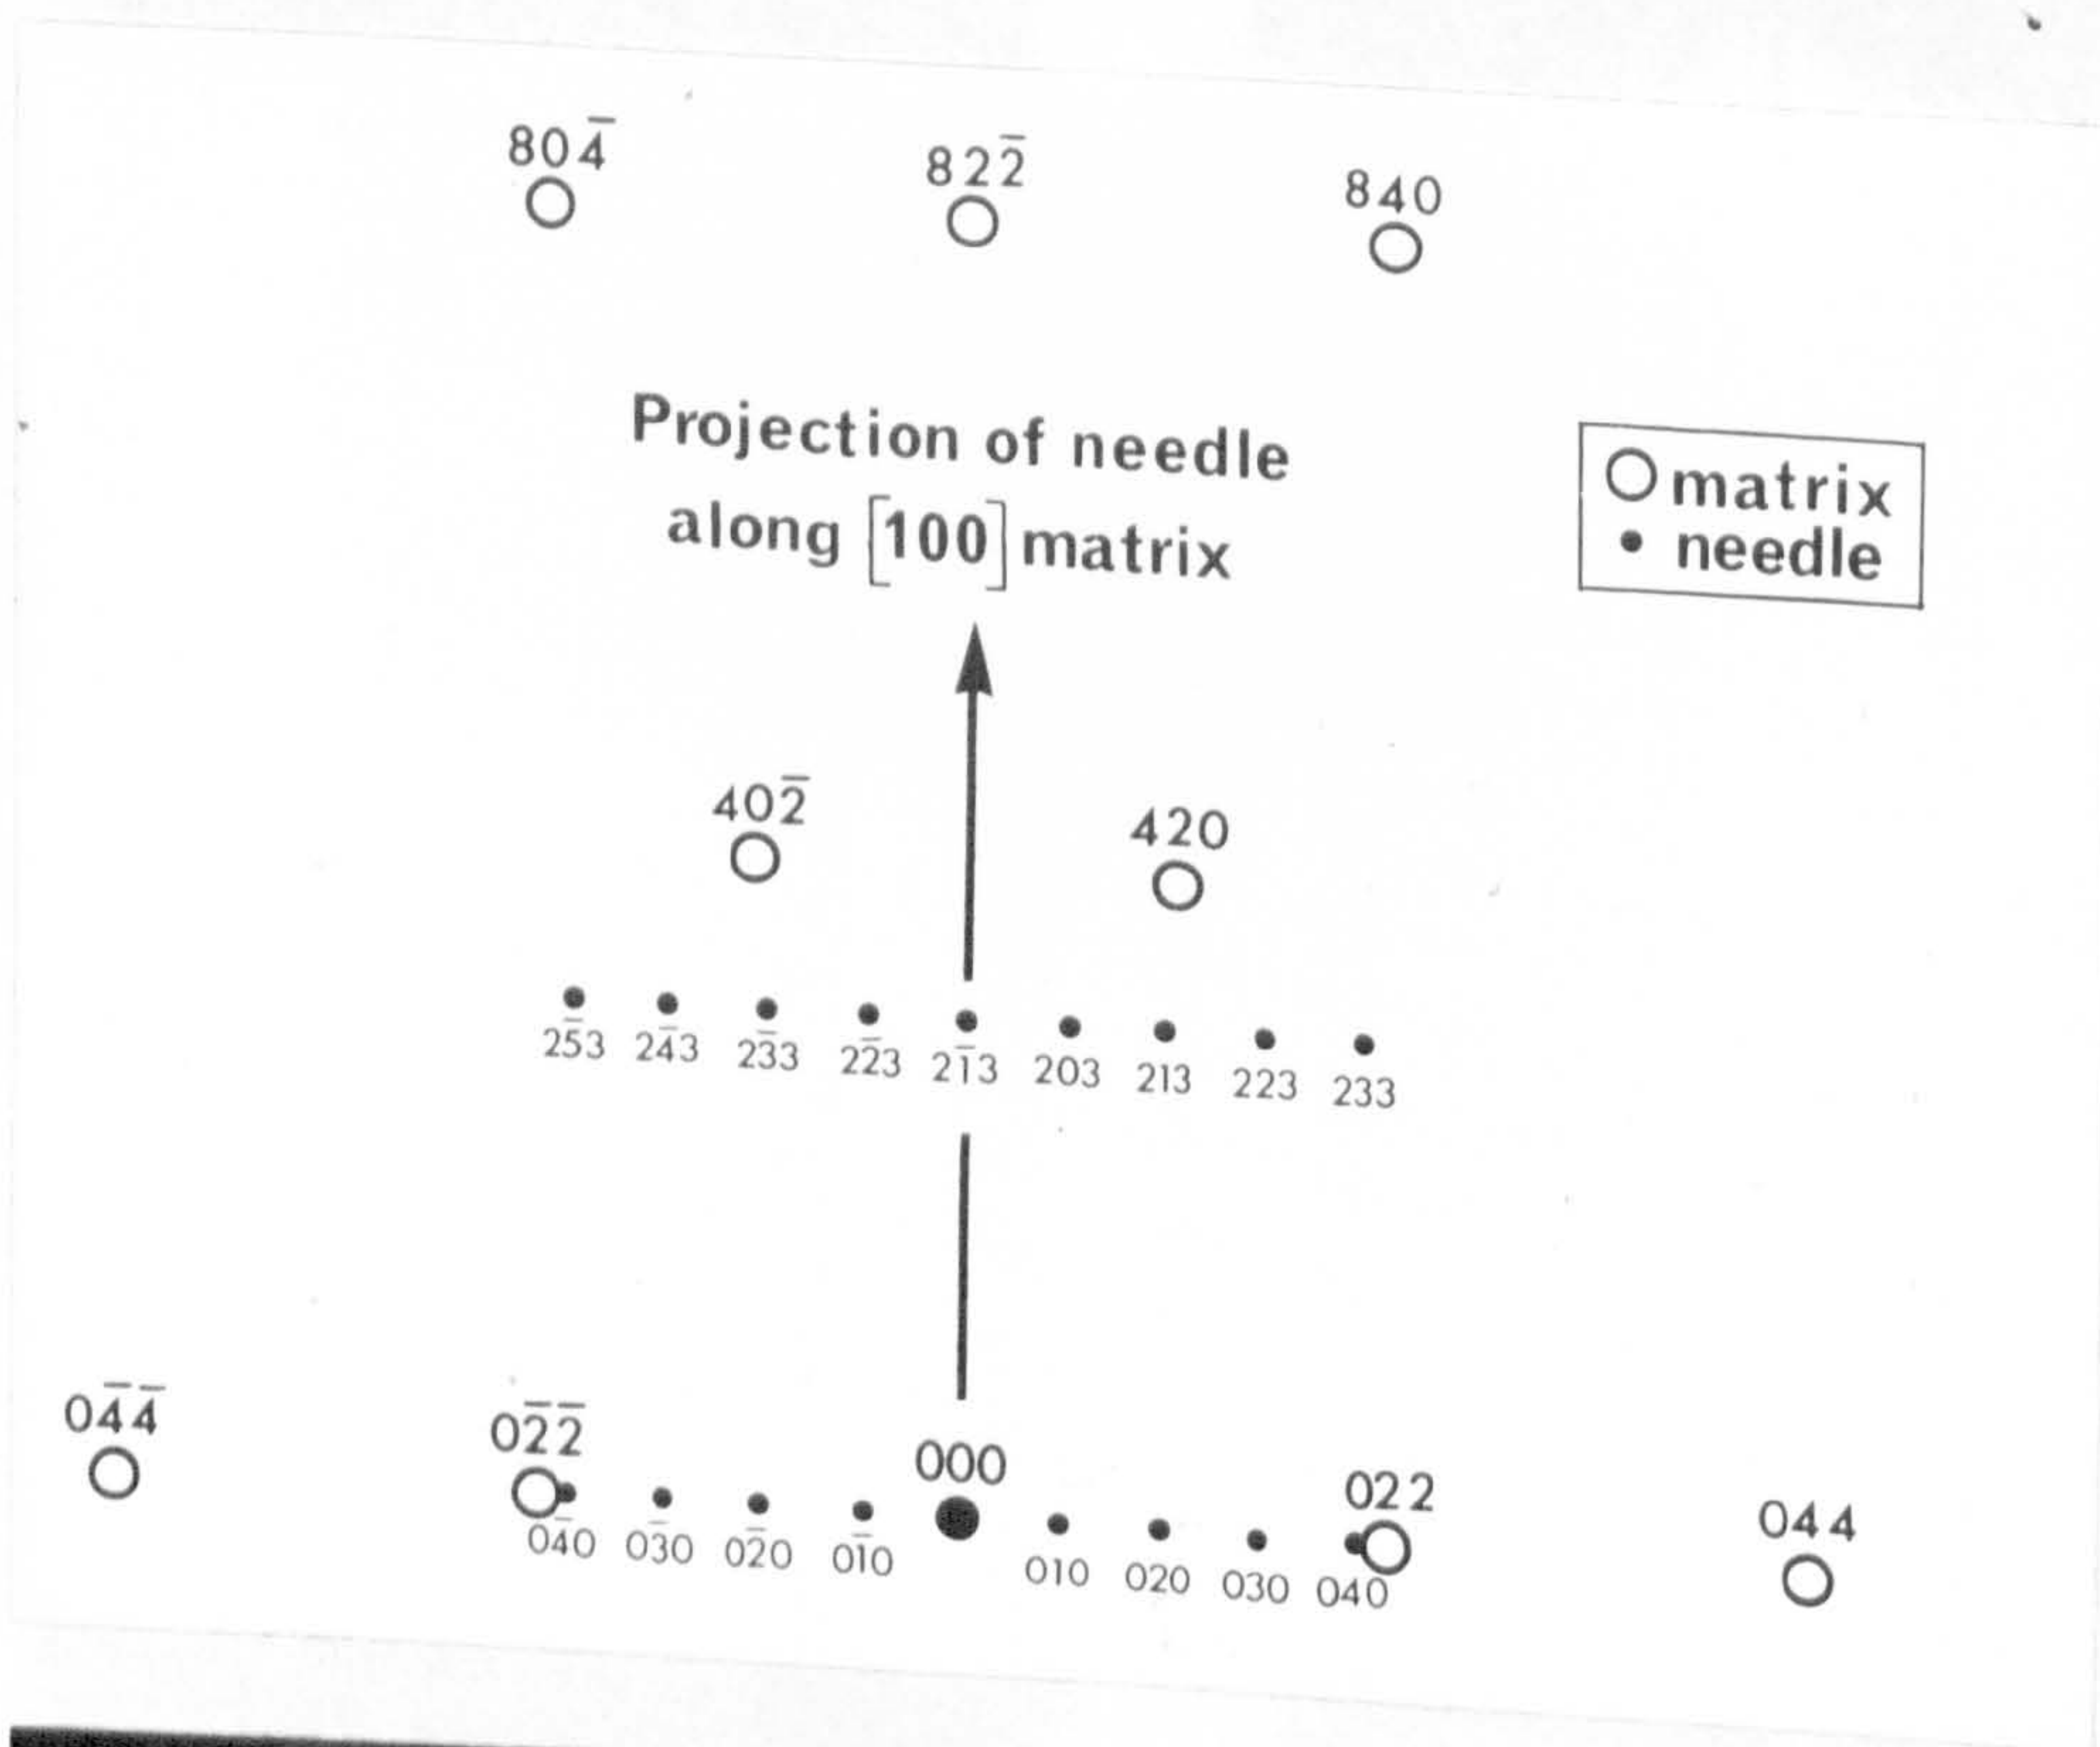 804̄ 822̄ 840
Projection of needle
along [100] matrix
matrix
needle
402̄ 420
25̄3 24̄3 23̄3 22̄3 21̄3 203 213 223 233
04̄4̄ 02̄2̄ 000 022 044
04̄0 03̄0 02̄0 01̄0 010 020 030 040